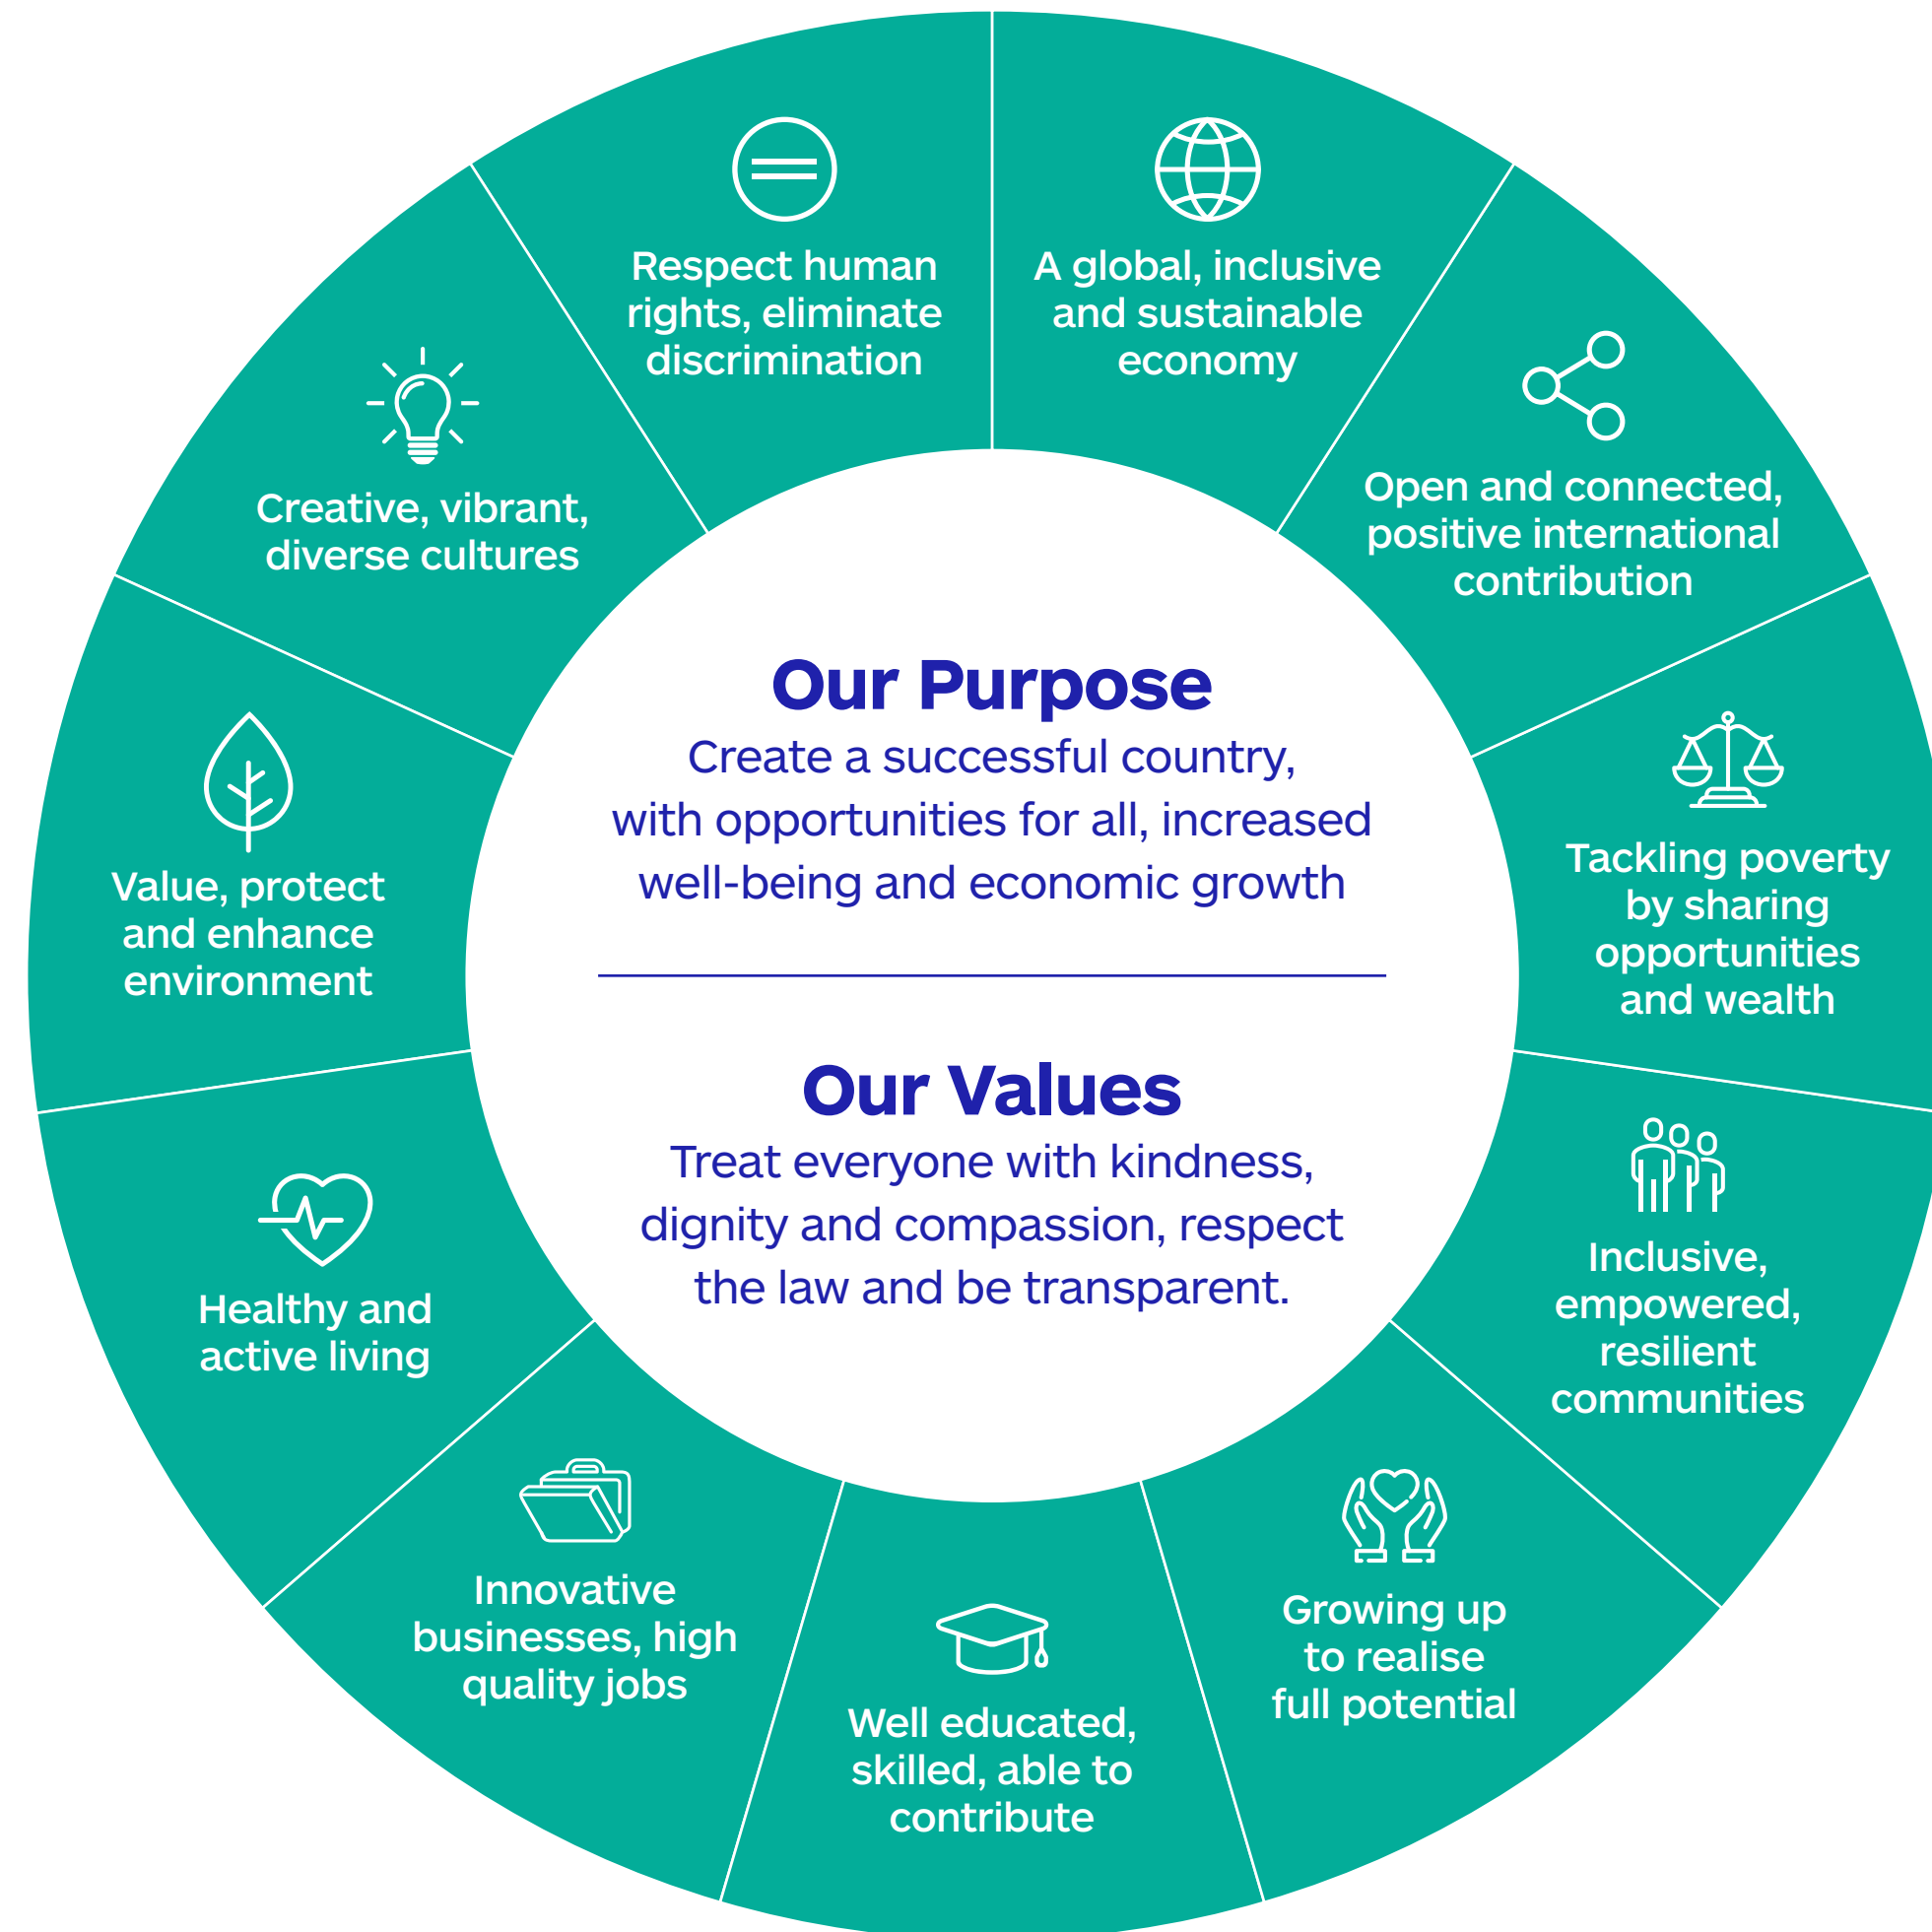 Respect human
rights, eliminate
discrimination
A global, inclusive
and sustainable
economy
Open and connected,
positive international
contribution
Tackling poverty
by sharing
opportunities
and wealth
Inclusive,
empowered,
resilient
communities
Growing up
to realise
full potential
Well educated,
skilled, able to
contribute
Innovative
businesses, high
quality jobs
Healthy and
active living
Value, protect
and enhance
environment
Creative, vibrant,
diverse cultures
Our Purpose
Create a successful country,
with opportunities for all, increased
well-being and economic growth
Our Values
Treat everyone with kindness,
dignity and compassion, respect
the law and be transparent.